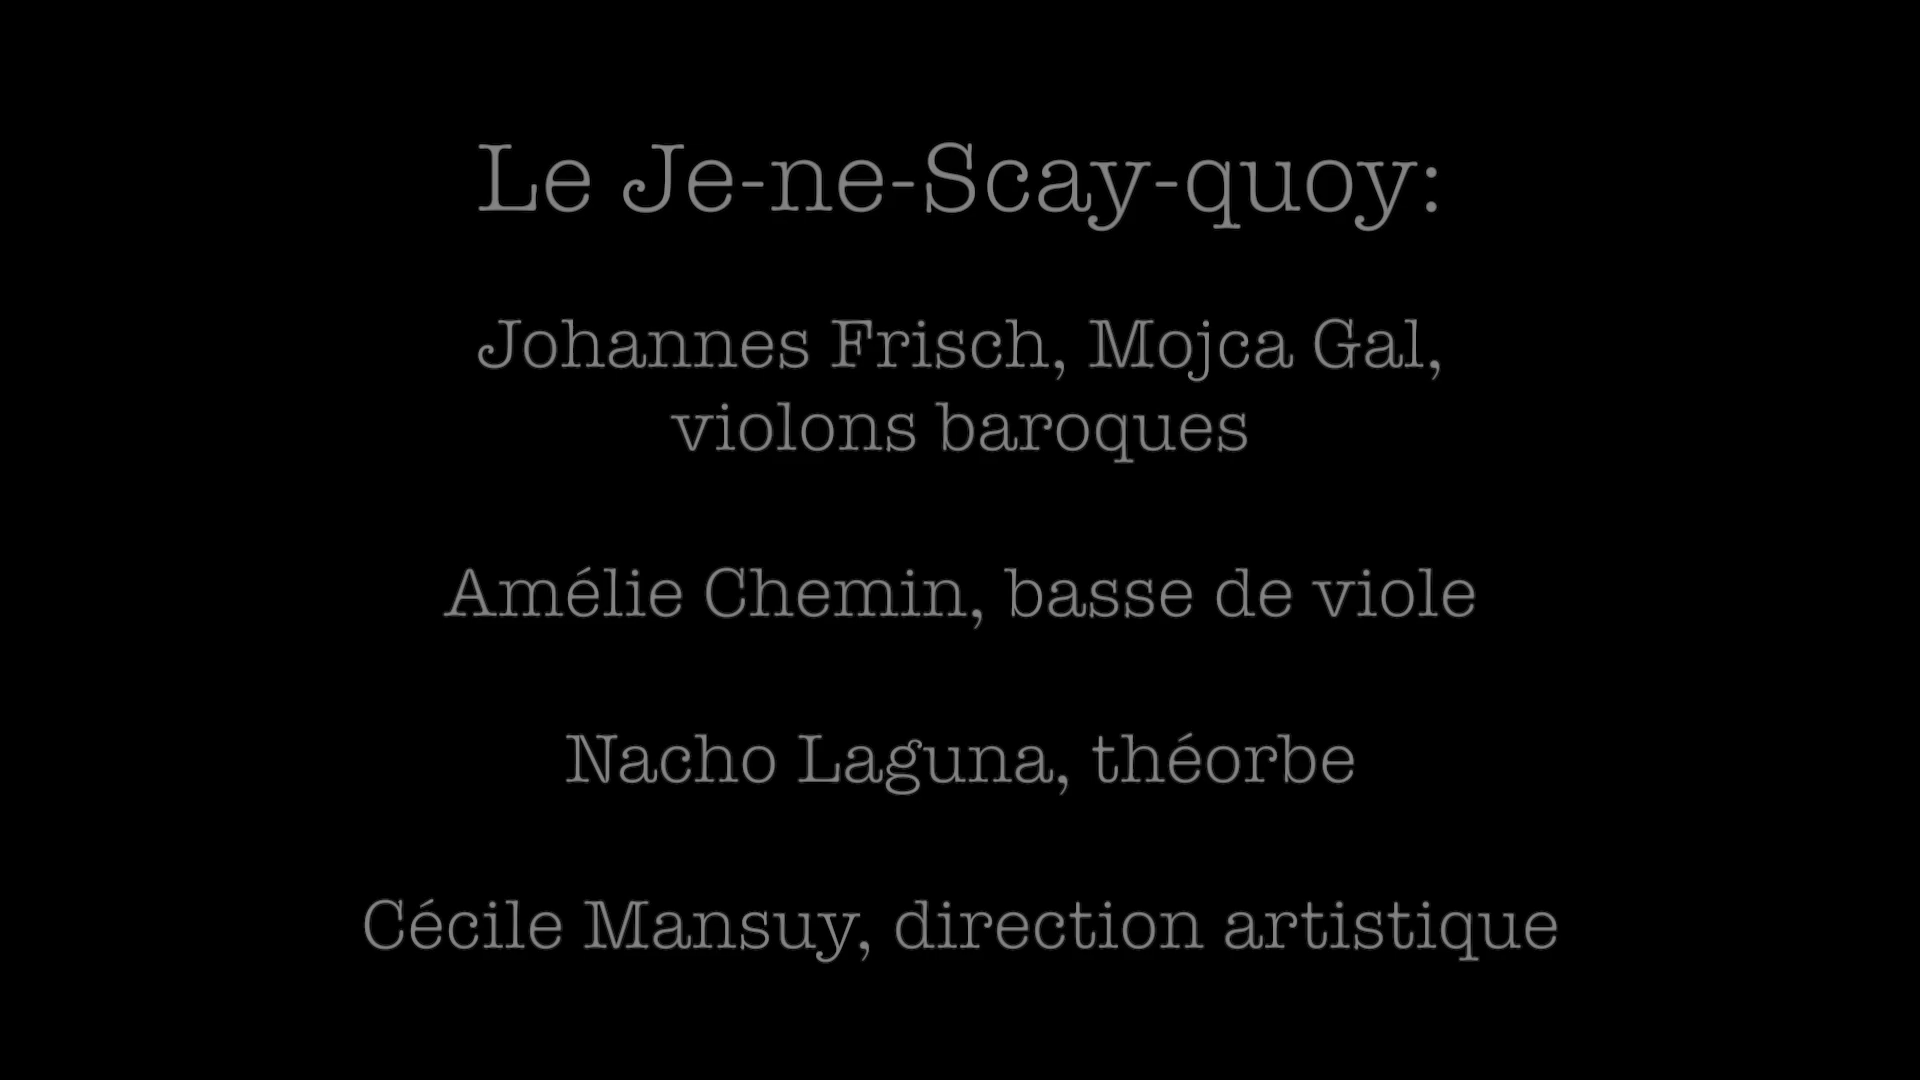 Le Je-ne-Scay-quoy:
Johannes Frisch, Mojca Gal,
violons baroques
Amélie Chemin, basse de viole
Nacho Laguna, théorbe
Cécile Mansuy, direction artistique